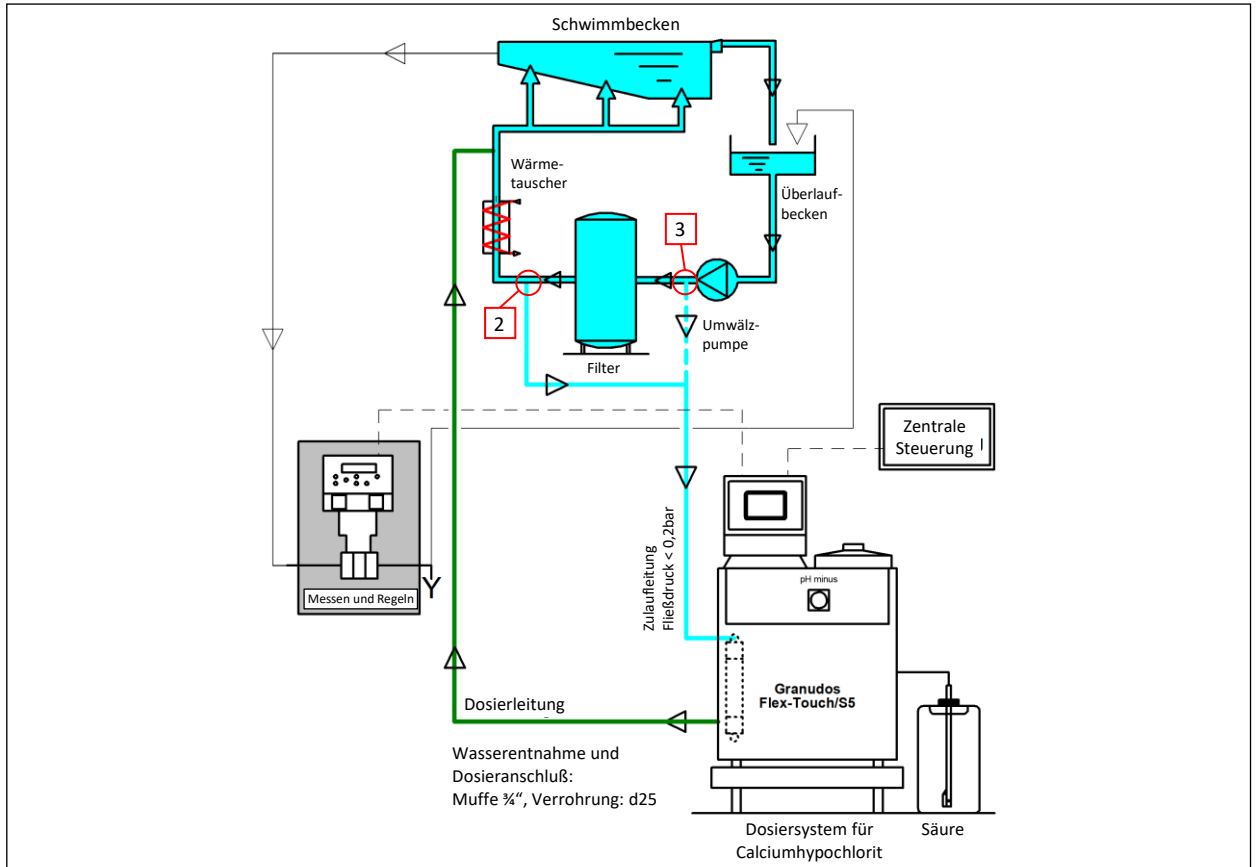 Schwimmbecken
Wärme-
tauscher
Überlauf-
becken
3
2
Umwälz-
pumpe
Filter
Zentrale
Steuerung
Zulaufleitung
Fließdruck < 0,2bar
pH minus
Messen und Regeln
Granudos
Flex-Touch/S5
Dosierleitung
Wasserentnahme und
Dosieranschluß:
Muffe ¾“, Verrohrung: d25
Dosiersystem für
Calciumhypochlorit
Säure